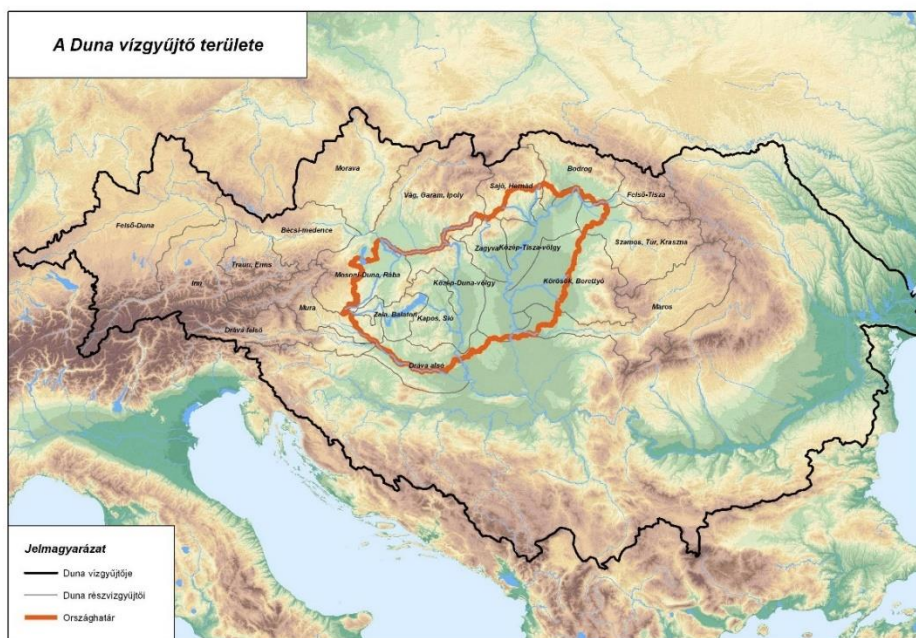 A Duna vízgyűjtő területe
Morava
Bodrog
Sajó, Hernád
Vág, Garam, Ipoly
Felső-Tisza
Felső-Duna
Bécsi-medence
Szamos, Túr, Kraszna
Zagyva
Közép-Tisza-völgy
Traun, Enns
Mosoni-Duna, Rába
Inn
Közép-Duna-völgy
Körösök, Berettyó
Mura
Maros
Zala, Balaton
Kapos, Sió
Dráva felső
Dráva alsó
Jelmagyarázat
Duna vízgyűjtője
Duna részvízgyűjtői
Országhatár